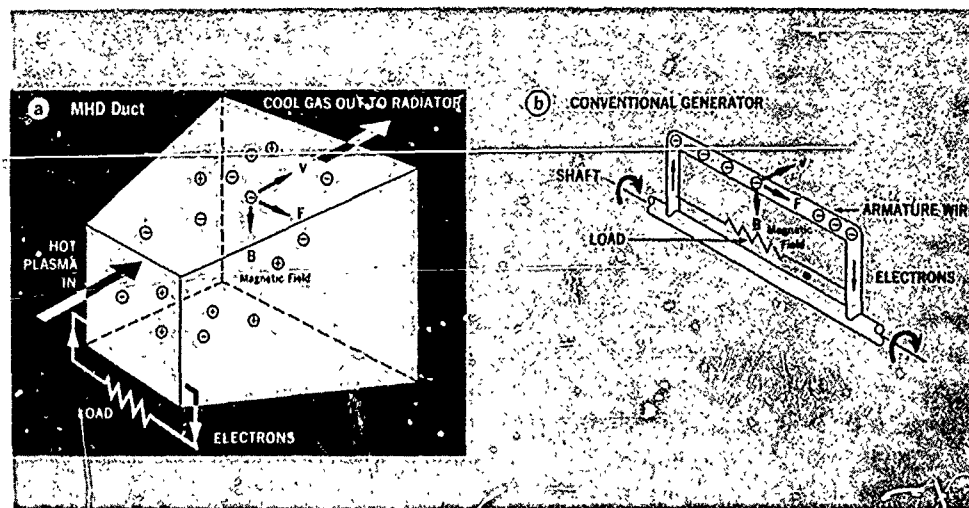 a MHD Duct
COOL GAS OUT TO RADIATOR
V
F
B
Magnetic Field
HOT
PLASMA
IN
LOAD
ELECTRONS
b CONVENTIONAL GENERATOR
SHAFT
V
F
B
Magnetic
Field
LOAD
ARMATURE WIRE
ELECTRONS